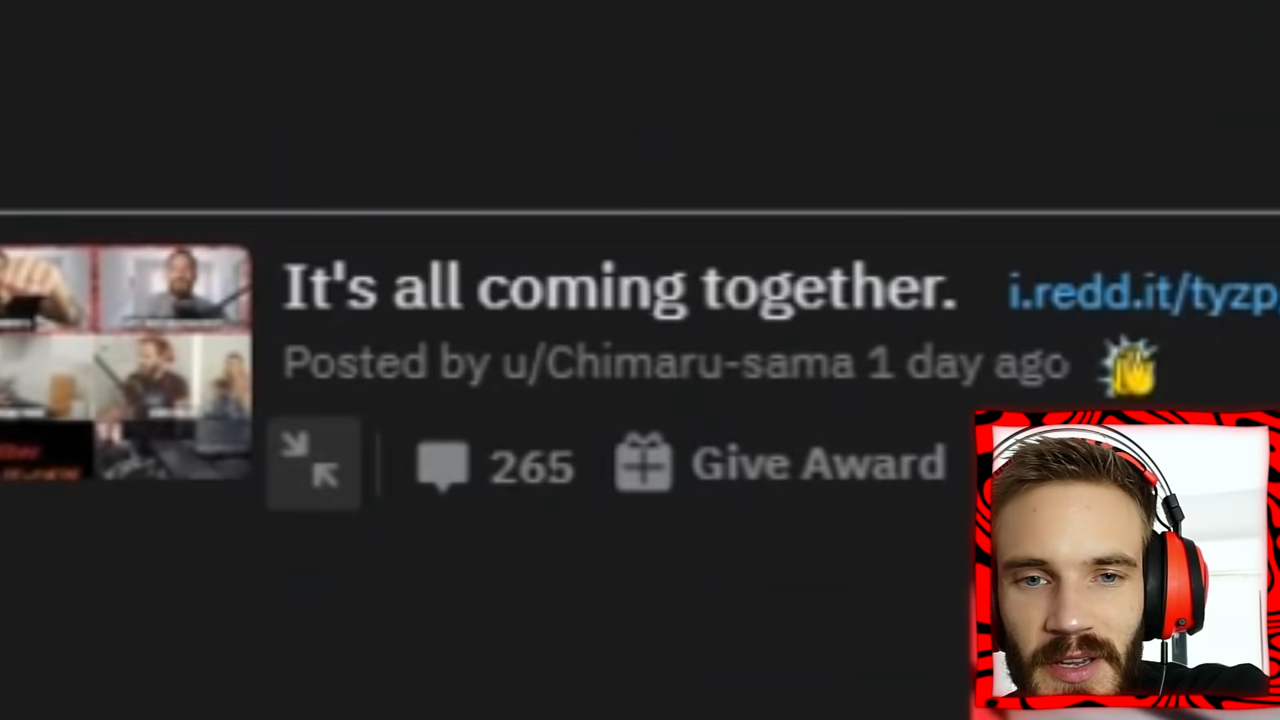 It's all coming together. i.redd.it/tyzp
Posted by u/Chimaru-sama 1 day ago
265 Give Award